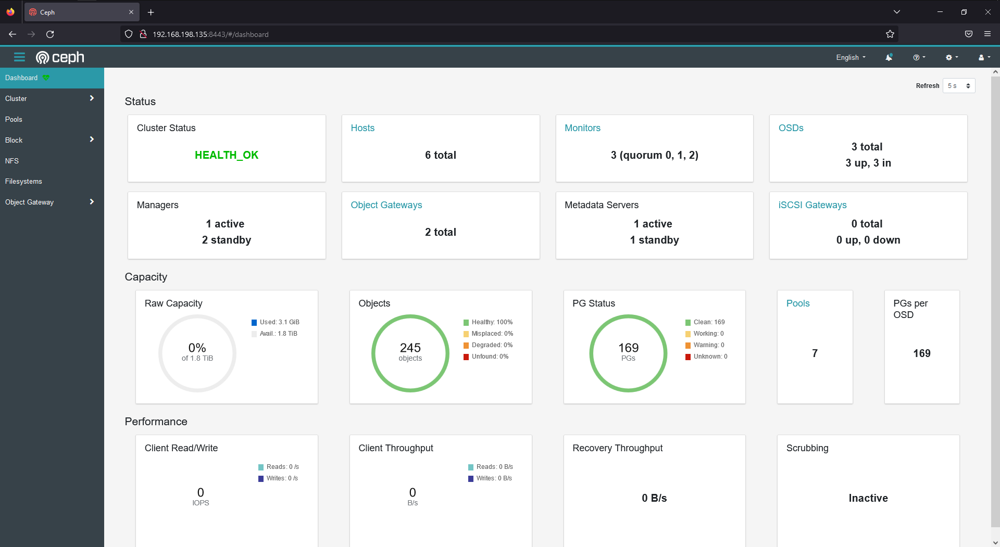 Ceph
192.168.198.135:8443/#/dashboard
ceph
English
Dashboard
Cluster
Pools
Block
NFS
Filesystems
Object Gateway
Refresh
5 s
Status
Cluster Status
HEALTH_OK
Hosts
6 total
Monitors
3 (quorum 0, 1, 2)
OSDs
3 total
3 up, 3 in
Managers
1 active
2 standby
Object Gateways
2 total
Metadata Servers
1 active
1 standby
iSCSI Gateways
0 total
0 up, 0 down
Capacity
Raw Capacity
0%
of 1.8 TiB
Used: 3.1 GiB
Avail.: 1.8 TiB
Objects
245
objects
Healthy: 100%
Misplaced: 0%
Degraded: 0%
Unfound: 0%
PG Status
169
PGs
Clean: 169
Working: 0
Warning: 0
Unknown: 0
Pools
7
PGs per
OSD
169
Performance
Client Read/Write
Reads: 0 /s
Writes: 0 /s
0
IOPS
Client Throughput
Reads: 0 B/s
Writes: 0 B/s
0
B/s
Recovery Throughput
0 B/s
Scrubbing
Inactive